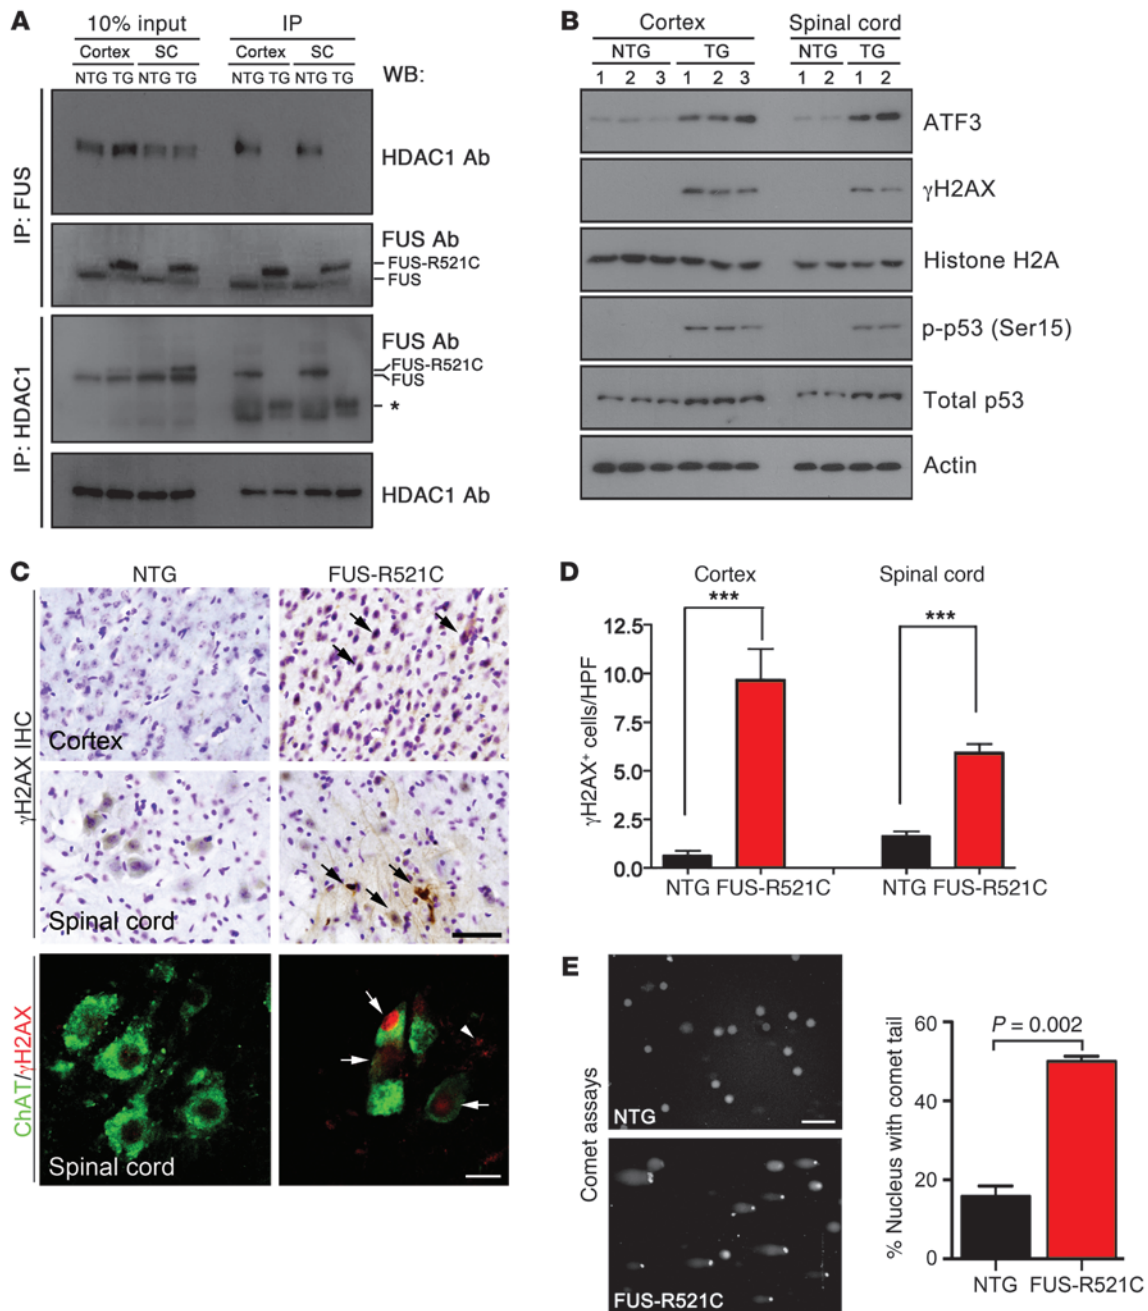 A
10% input IP
Cortex SC Cortex SC
NTG TG NTG TG NTG TG NTG TG WB:
IP: FUS
HDAC1 Ab
FUS Ab
FUS-R521C
FUS
IP: HDAC1
FUS Ab
FUS-R521C
FUS
*
HDAC1 Ab
B
Cortex Spinal cord
NTG TG NTG TG
1 2 3 1 2 3 1 2 1 2
ATF3
γH2AX
Histone H2A
p-p53 (Ser15)
Total p53
Actin
C
NTG FUS-R521C
γH2AX IHC
Cortex
Spinal cord
ChAT/γH2AX
Spinal cord
D
Cortex Spinal cord
*** ***
γH2AX⁺ cells/HPF
12.5
10.0
7.5
5.0
2.5
0.0
NTG FUS-R521C NTG FUS-R521C
E
Comet assays
NTG
FUS-R521C
% Nucleus with comet tail
P = 0.002
60
40
20
0
NTG FUS-R521C